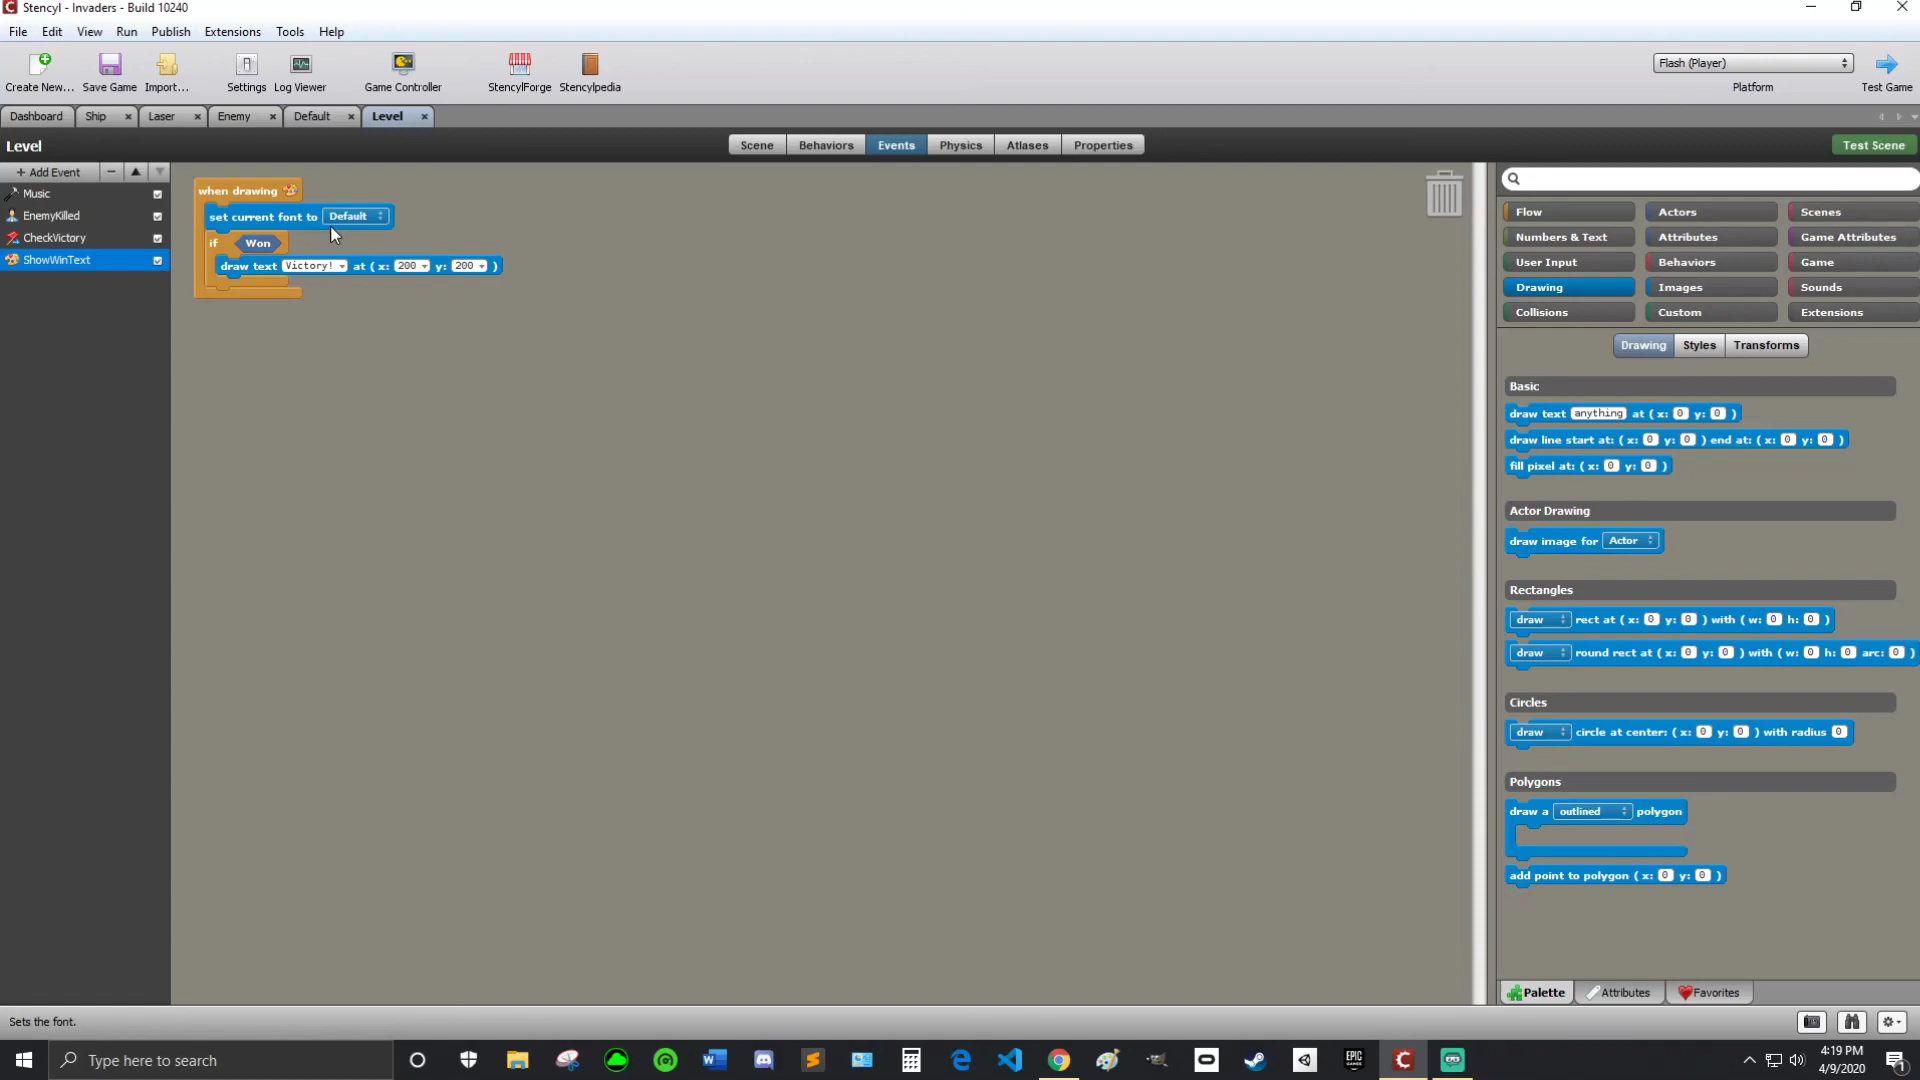 Stencyl - Invaders - Build 10240
File Edit View Run Publish Extensions Tools Help
Create New... Save Game Import... Settings Log Viewer Game Controller StencylForge Stencylpedia
Flash (Player)
Platform
Test Game
Dashboard Ship Laser Enemy Default Level
Level
Scene Behaviors Events Physics Atlases Properties
Test Scene
+ Add Event
Music
EnemyKilled
CheckVictory
ShowWinText
when drawing
set current font to Default
if Won
draw text Victory! at ( x: 200 y: 200 )
Flow Actors Scenes
Numbers & Text Attributes Game Attributes
User Input Behaviors Game
Drawing Images Sounds
Collisions Custom Extensions
Drawing Styles Transforms
Basic
draw text anything at ( x: 0 y: 0 )
draw line start at: ( x: 0 y: 0 ) end at: ( x: 0 y: 0 )
fill pixel at: ( x: 0 y: 0 )
Actor Drawing
draw image for Actor
Rectangles
draw rect at ( x: 0 y: 0 ) with ( w: 0 h: 0 )
draw round rect at ( x: 0 y: 0 ) with ( w: 0 h: 0 arc: 0 )
Circles
draw circle at center: ( x: 0 y: 0 ) with radius 0
Polygons
draw a outlined polygon
add point to polygon ( x: 0 y: 0 )
Palette Attributes Favorites
Sets the font.
Type here to search
4:19 PM
4/9/2020